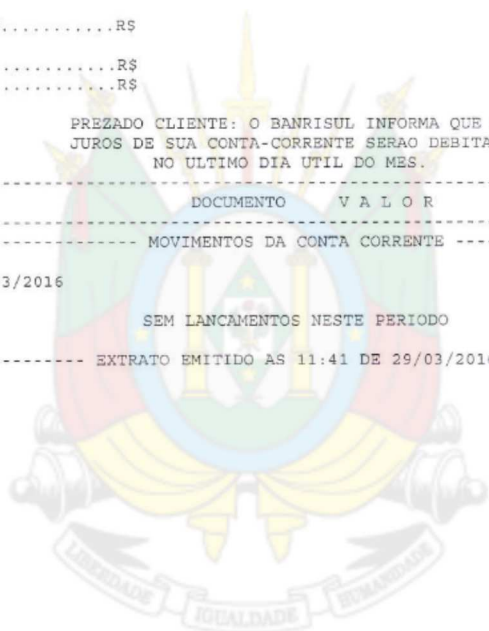 ...........R$
...........R$
...........R$
PREZADO CLIENTE: O BANRISUL INFORMA QUE
JUROS DE SUA CONTA-CORRENTE SERAO DEBITA
NO ULTIMO DIA UTIL DO MES.
DOCUMENTO V A L O R
------------ MOVIMENTOS DA CONTA CORRENTE ----
3/2016
SEM LANCAMENTOS NESTE PERIODO
-------- EXTRATO EMITIDO AS 11:41 DE 29/03/2016
LIBERDADE IGUALDADE HUMANIDADE